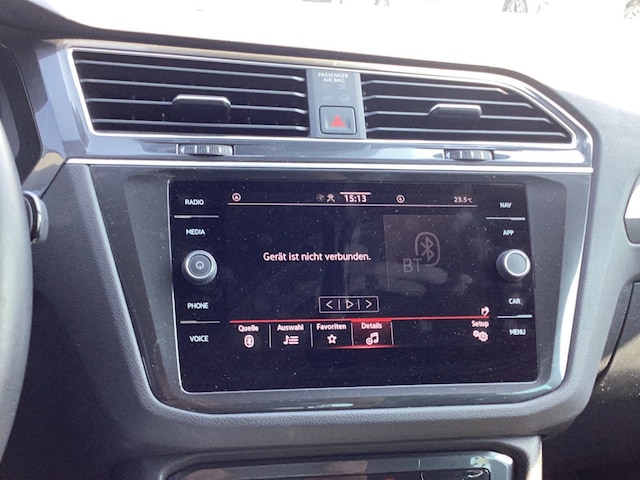 PASSENGER
AIR BAG
RADIO
MEDIA
PHONE
VOICE
15:13
23.5°C
Gerät ist nicht verbunden.
BT
Quelle
Auswahl
Favoriten
Details
Setup
NAV
APP
CAR
MENU